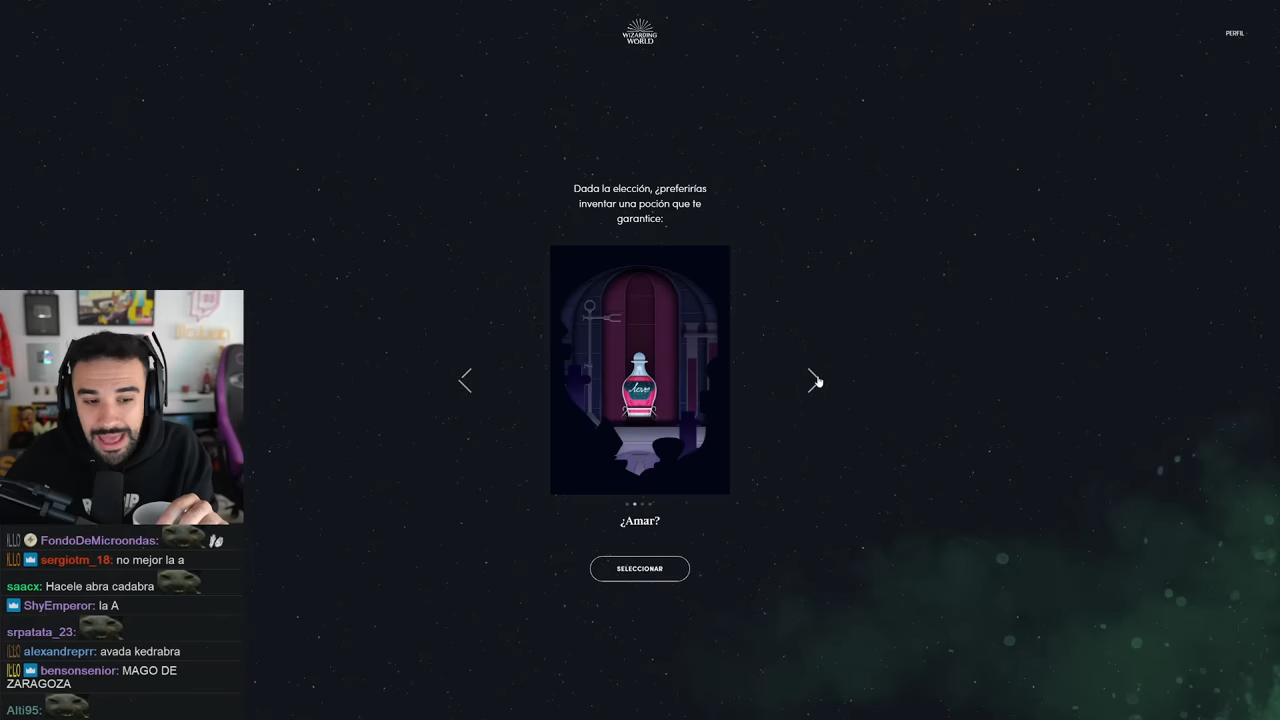 WIZARDING
WORLD
PERFIL
Dada la elección, ¿preferirías
inventar una poción que te
garantice:
love
¿Amar?
SELECCIONAR
FondoDeMicroondas:
sergiotm_18: no mejor la a
saacx: Hacele abra cadabra
ShyEmperor: la A
srpatata_23:
alexandreprr: avada kedrabra
bensonsenior: MAGO DE
ZARAGOZA
Alti95: